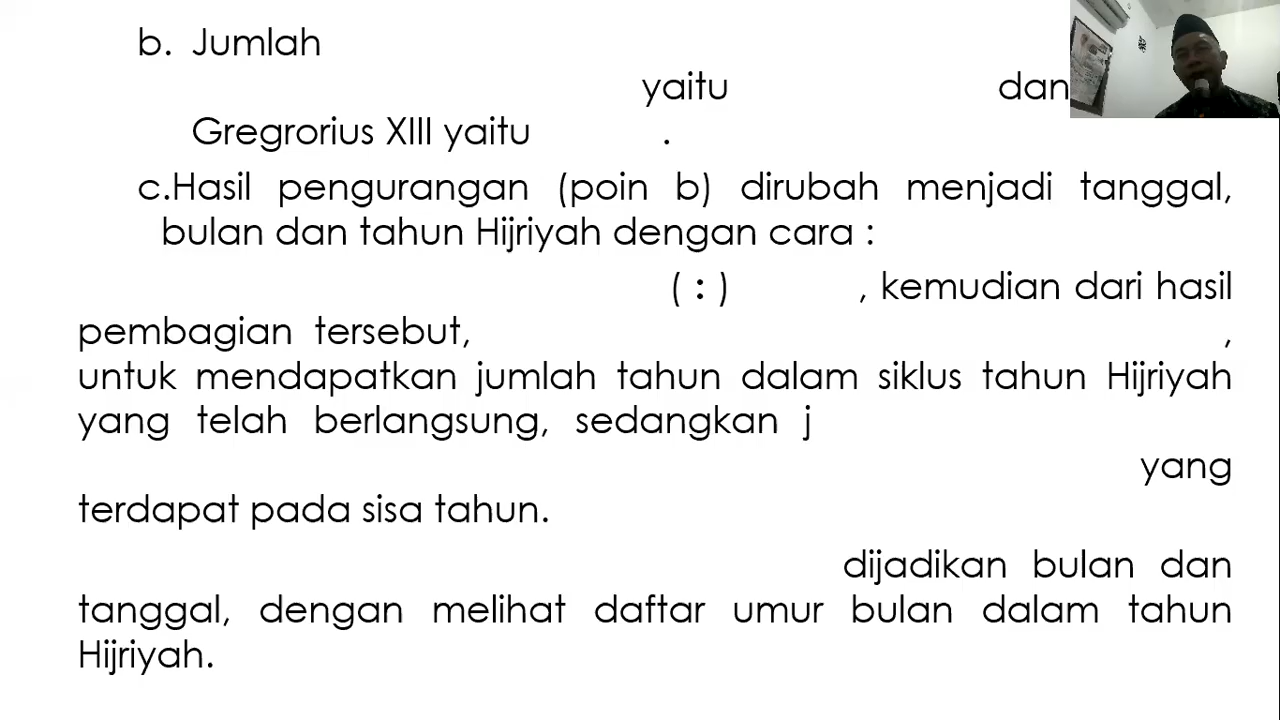 b. Jumlah
yaitu dan
Gregrorius XIII yaitu .
c.Hasil pengurangan (poin b) dirubah menjadi tanggal,
bulan dan tahun Hijriyah dengan cara :
( : ) , kemudian dari hasil
pembagian tersebut, ,
untuk mendapatkan jumlah tahun dalam siklus tahun Hijriyah
yang telah berlangsung, sedangkan j
yang
terdapat pada sisa tahun.
dijadikan bulan dan
tanggal, dengan melihat daftar umur bulan dalam tahun
Hijriyah.